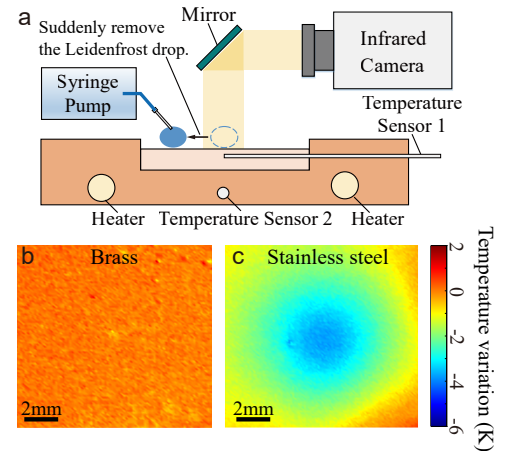 a
Mirror
Suddenly remove
the Leidenfrost drop.
Infrared
Camera
Syringe
Pump
Temperature
Sensor 1
Heater
Temperature Sensor 2
Heater
b
Brass
2mm
c
Stainless steel
2mm
2
0
-2
-4
-6
Temperature variation (K)